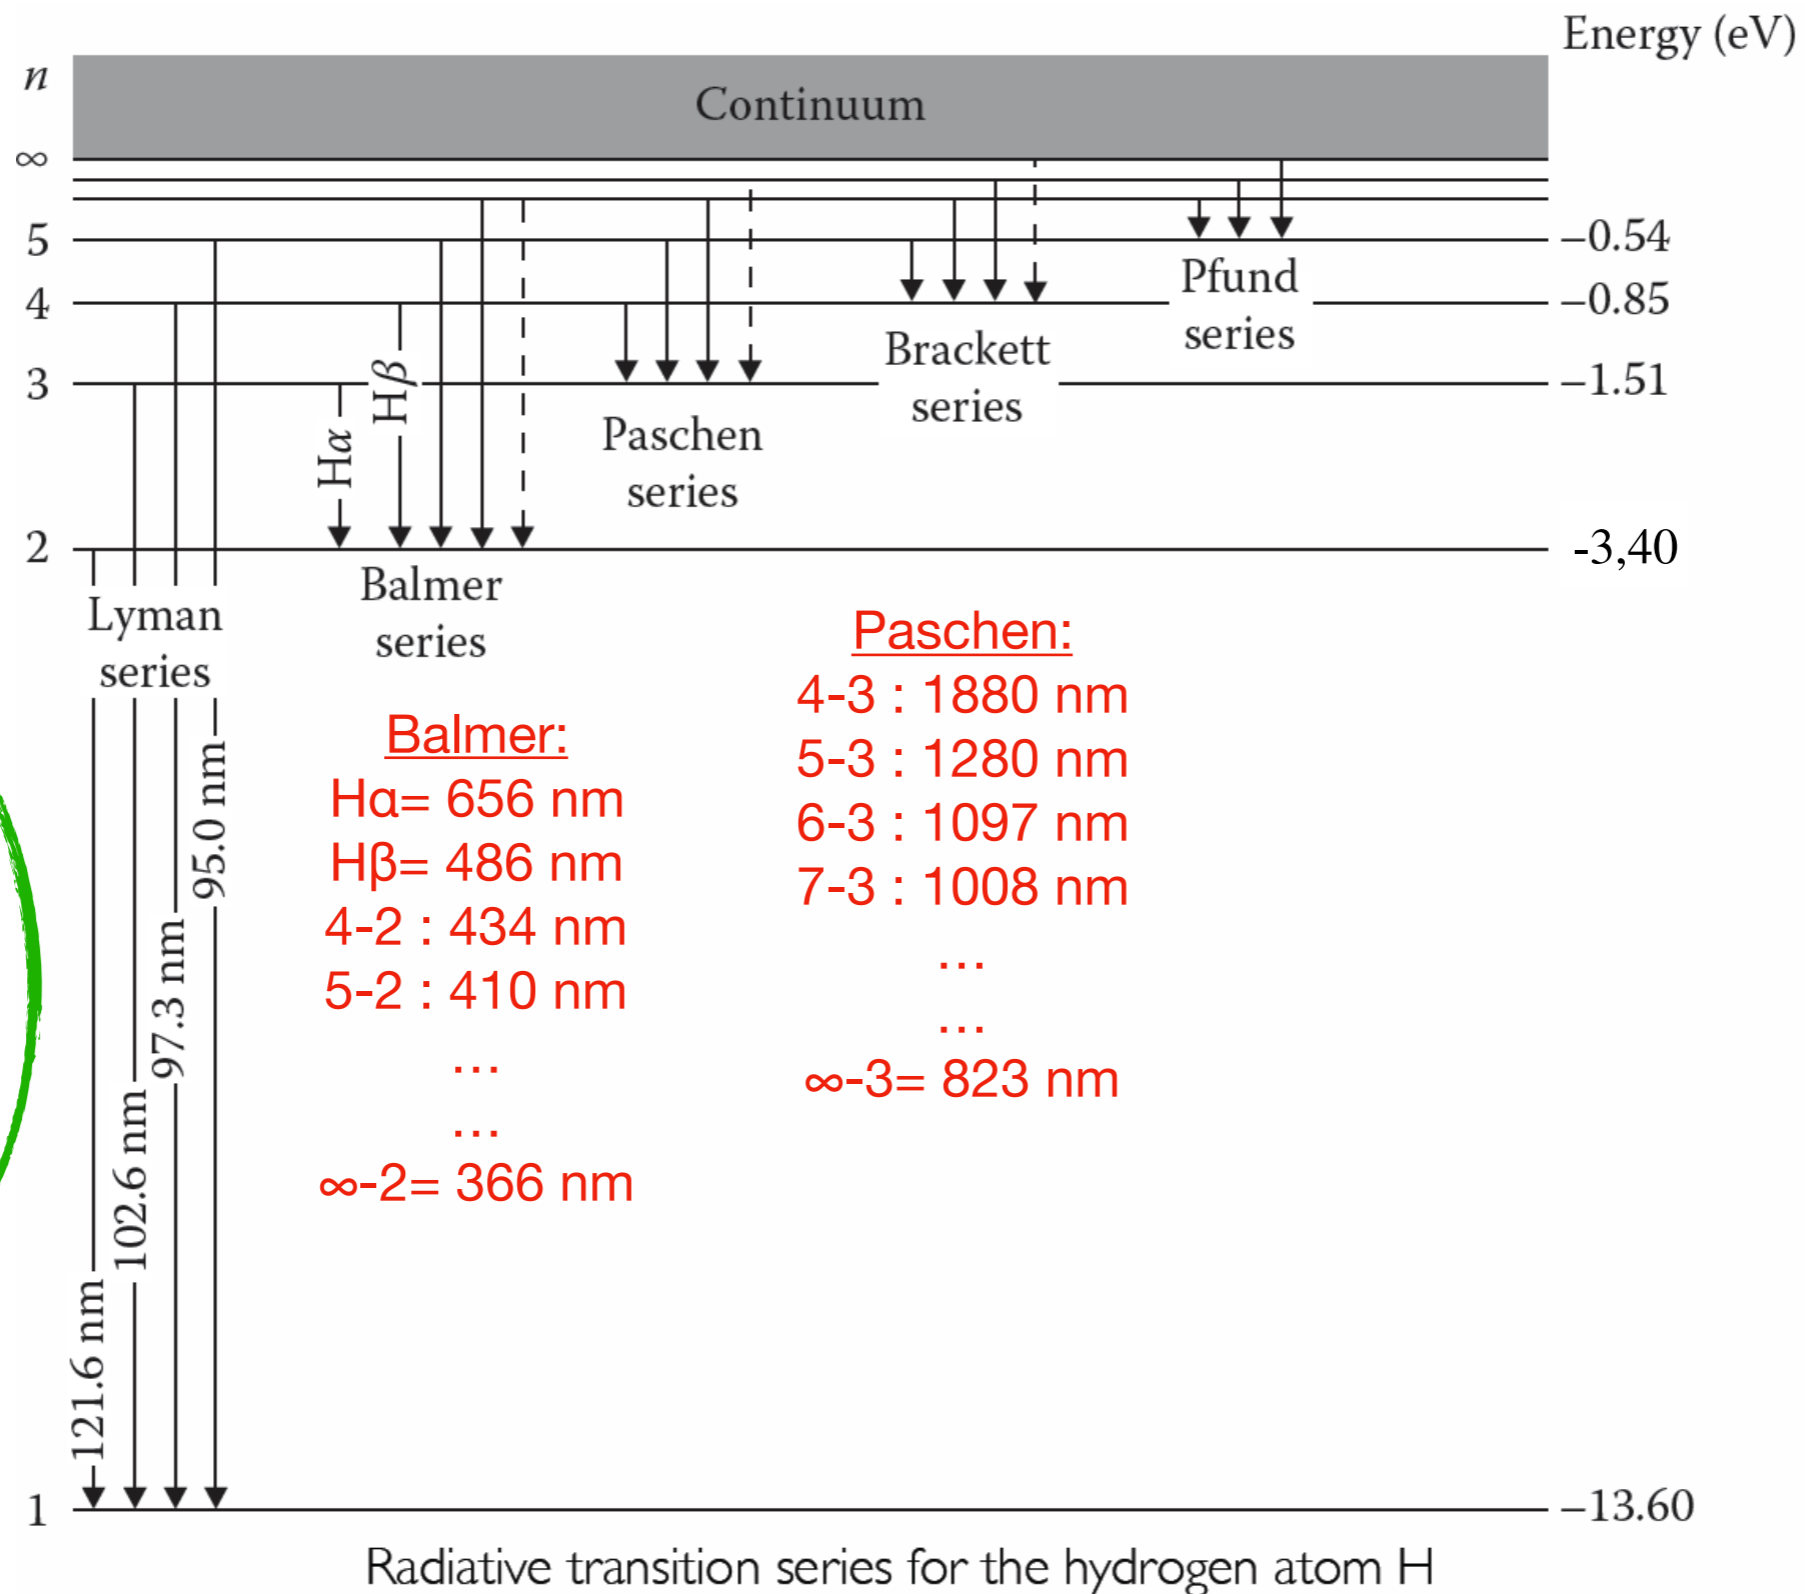 Energy (eV)
n
Continuum
∞
5
–0.54
4
–0.85
3
–1.51
2
-3,40
1
–13.60
Hα
Hβ
Lyman
series
Balmer
series
Paschen
series
Brackett
series
Pfund
series
121.6 nm
102.6 nm
97.3 nm
95.0 nm
Balmer:
Hα= 656 nm
Hβ= 486 nm
4-2 : 434 nm
5-2 : 410 nm
...
...
∞-2= 366 nm
Paschen:
4-3 : 1880 nm
5-3 : 1280 nm
6-3 : 1097 nm
7-3 : 1008 nm
...
...
∞-3= 823 nm
Radiative transition series for the hydrogen atom H